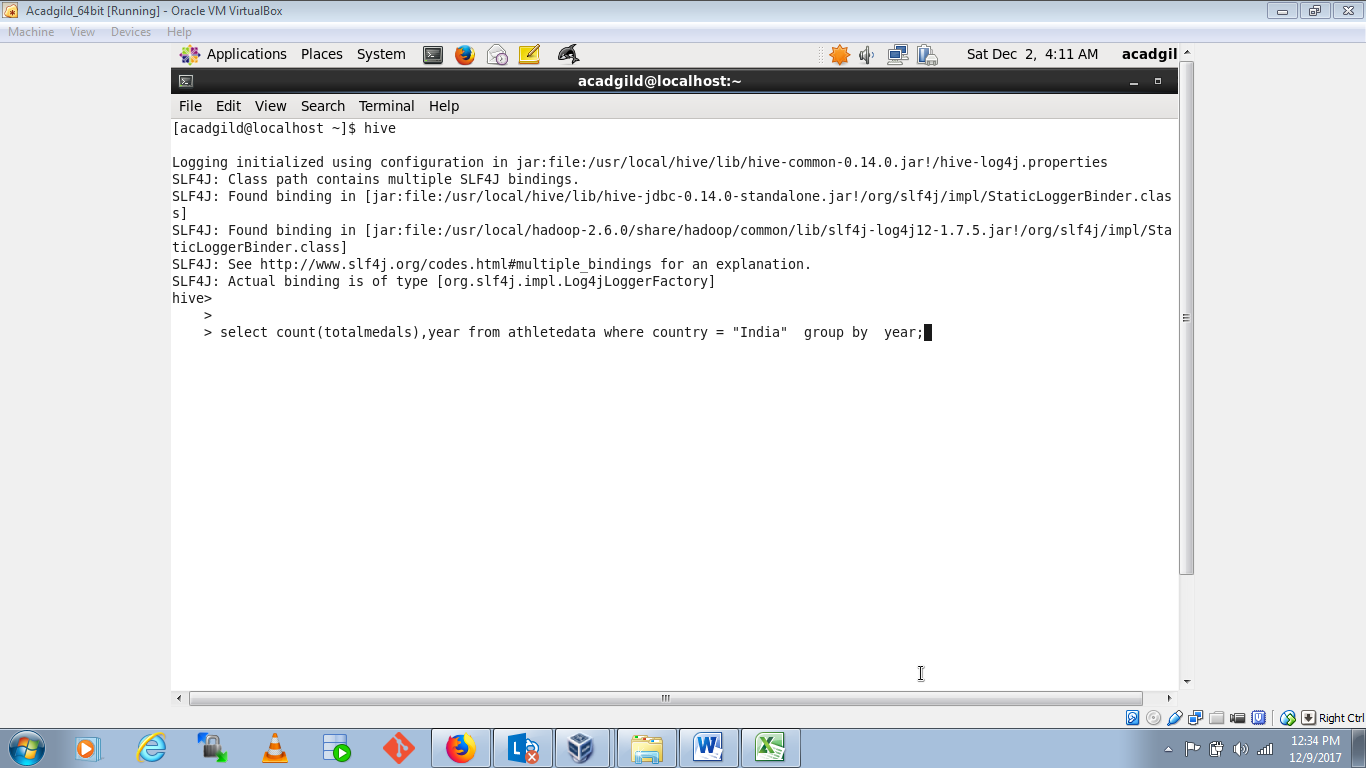 Acadgild_64bit [Running] - Oracle VM VirtualBox
Machine View Devices Help
Applications Places System Sat Dec 2, 4:11 AM acadgil
acadgild@localhost:~
File Edit View Search Terminal Help
[acadgild@localhost ~]$ hive
Logging initialized using configuration in jar:file:/usr/local/hive/lib/hive-common-0.14.0.jar!/hive-log4j.properties
SLF4J: Class path contains multiple SLF4J bindings.
SLF4J: Found binding in [jar:file:/usr/local/hive/lib/hive-jdbc-0.14.0-standalone.jar!/org/slf4j/impl/StaticLoggerBinder.clas
s]
SLF4J: Found binding in [jar:file:/usr/local/hadoop-2.6.0/share/hadoop/common/lib/slf4j-log4j12-1.7.5.jar!/org/slf4j/impl/Sta
ticLoggerBinder.class]
SLF4J: See http://www.slf4j.org/codes.html#multiple_bindings for an explanation.
SLF4J: Actual binding is of type [org.slf4j.impl.Log4jLoggerFactory]
hive>
    >
    > select count(totalmedals),year from athletedata where country = "India"  group by  year;
Right Ctrl
12:34 PM
12/9/2017